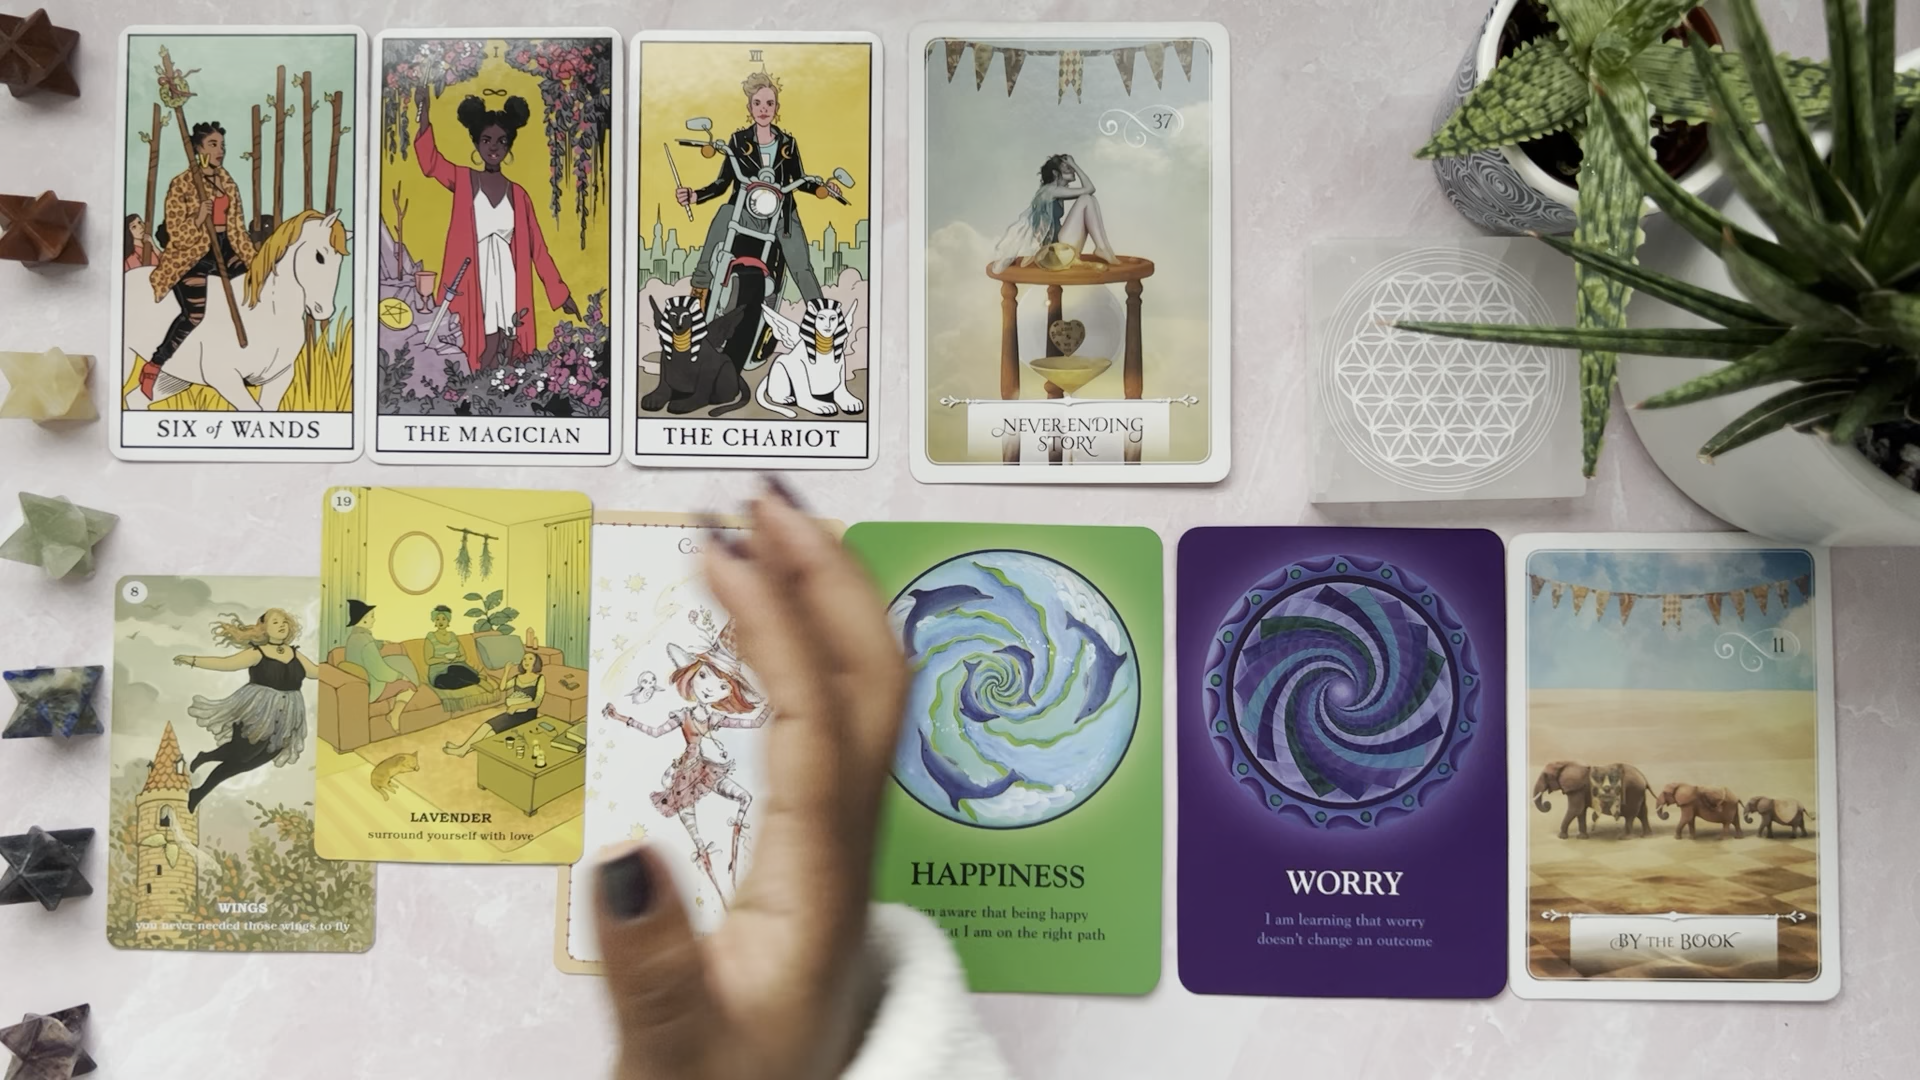 SIX of WANDS
I
THE MAGICIAN
VII
THE CHARIOT
37
NEVER-ENDING
STORY
8
WINGS
you never needed those wings to fly
19
LAVENDER
surround yourself with love
HAPPINESS
aware that being happy
I am on the right path
WORRY
I am learning that worry
doesn't change an outcome
11
BY THE BOOK